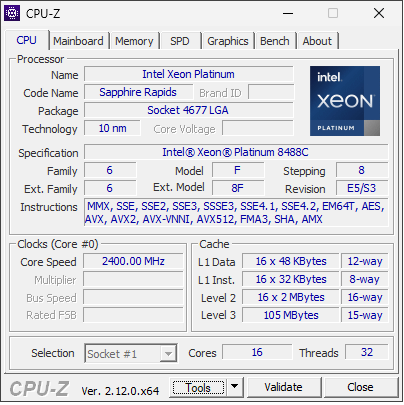 CPU-Z
CPU Mainboard Memory SPD Graphics Bench About
Processor
Name Intel Xeon Platinum
Code Name Sapphire Rapids Brand ID
Package Socket 4677 LGA
Technology 10 nm Core Voltage
intel
XEON
PLATINUM
Specification Intel® Xeon® Platinum 8488C
Family 6 Model F Stepping 8
Ext. Family 6 Ext. Model 8F Revision E5/S3
Instructions MMX, SSE, SSE2, SSE3, SSSE3, SSE4.1, SSE4.2, EM64T, AES,
AVX, AVX2, AVX-VNNI, AVX512, FMA3, SHA, AMX
Clocks (Core #0)
Core Speed 2400.00 MHz
Multiplier
Bus Speed
Rated FSB
Cache
L1 Data 16 x 48 KBytes 12-way
L1 Inst. 16 x 32 KBytes 8-way
Level 2 16 x 2 MBytes 16-way
Level 3 105 MBytes 15-way
Selection Socket #1 Cores 16 Threads 32
CPU-Z Ver. 2.12.0.x64 Tools Validate Close